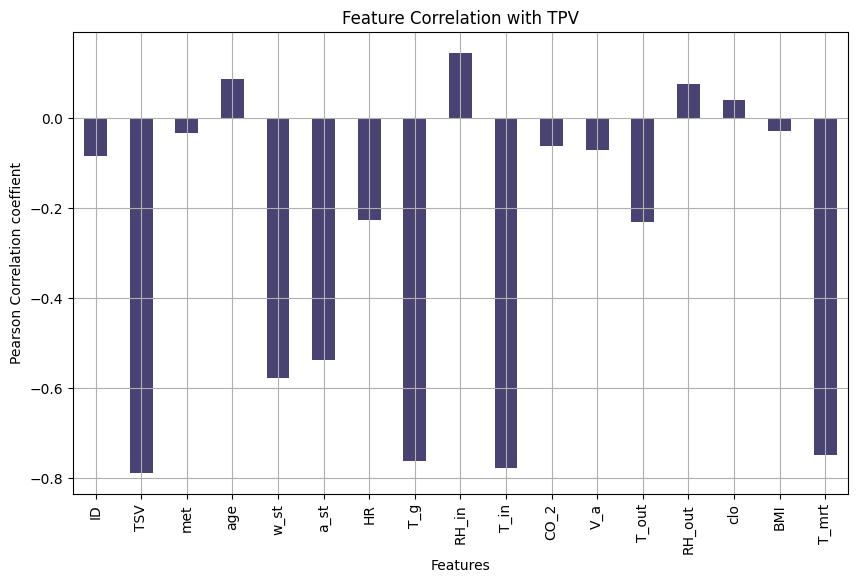 Feature Correlation with TPV
Pearson Correlation coeffient
0.0
−0.2
−0.4
−0.6
−0.8
ID
TSV
met
age
w_st
a_st
HR
T_g
RH_in
T_in
CO_2
V_a
T_out
RH_out
clo
BMI
T_mrt
Features